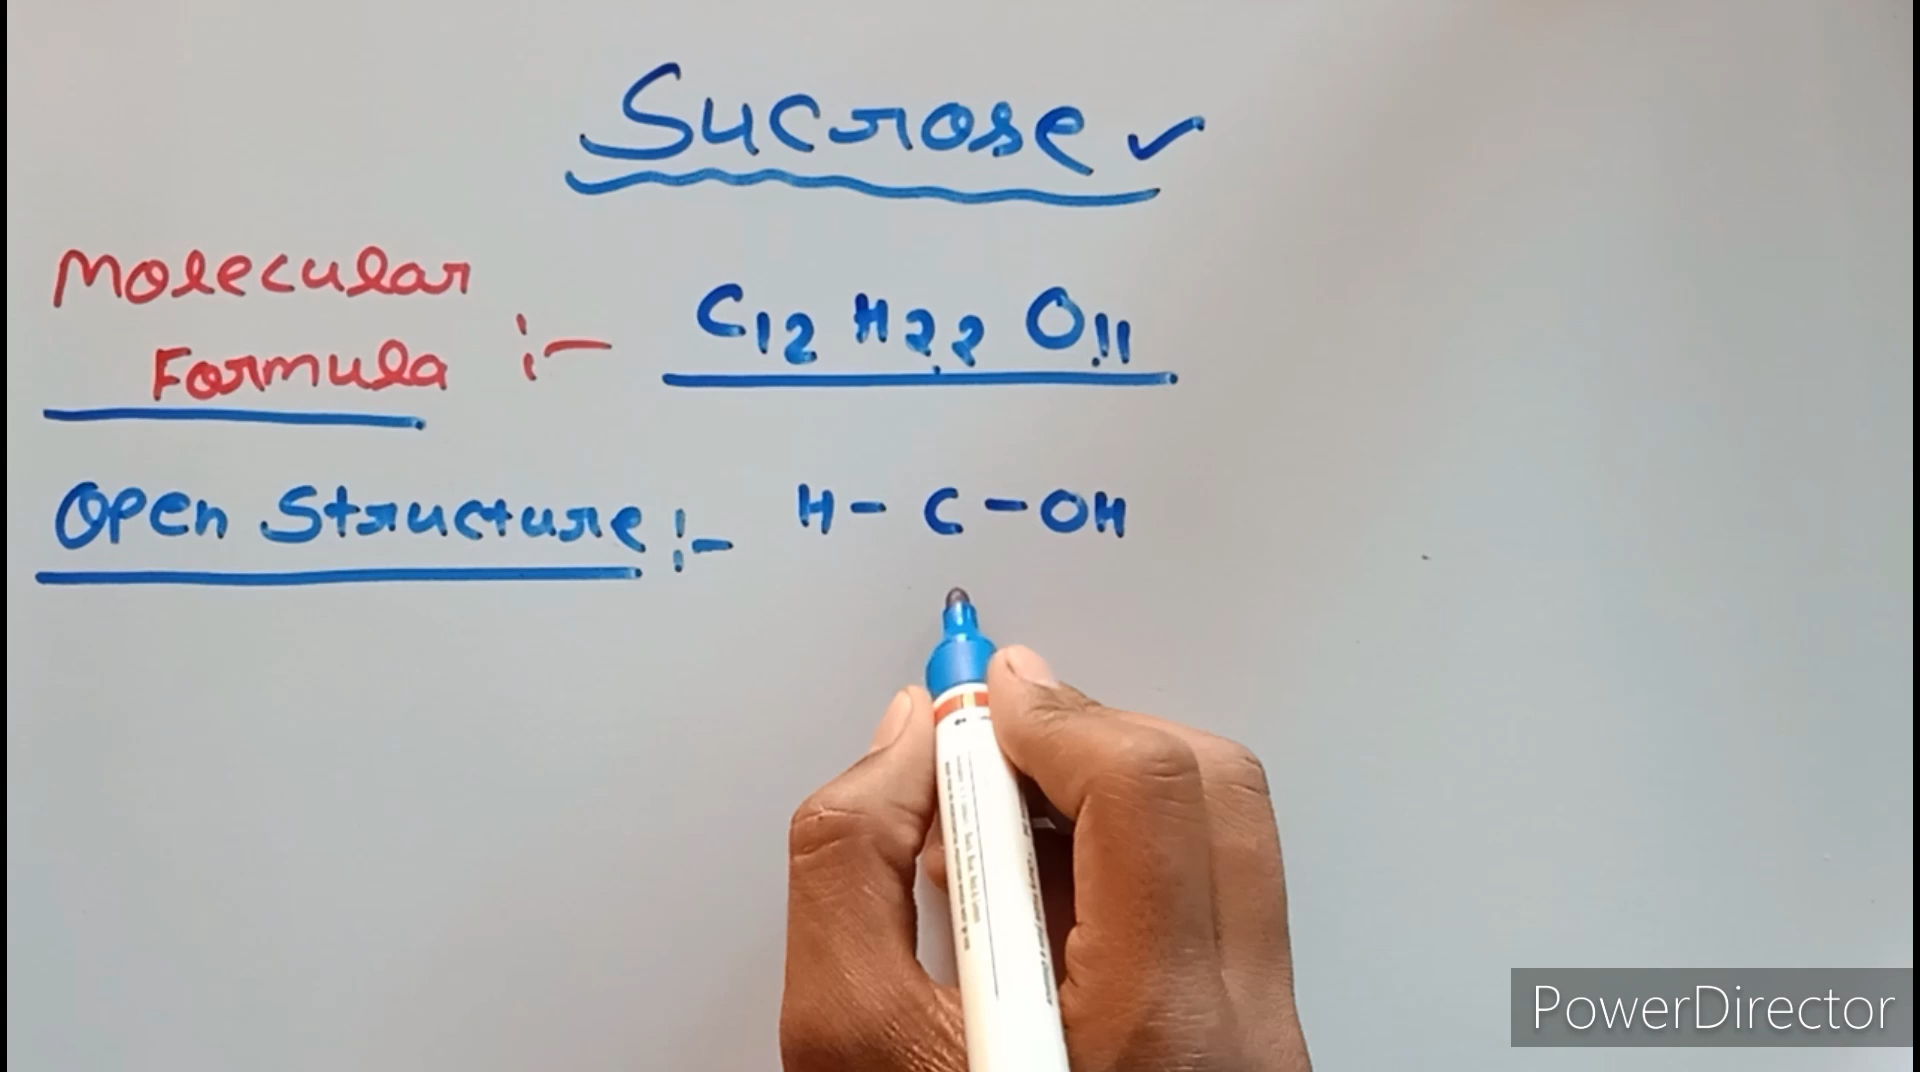 Sucrose ✓
Molecular
Formula :- C12 H22 O11
Open Structure :- H - C - OH
PowerDirector